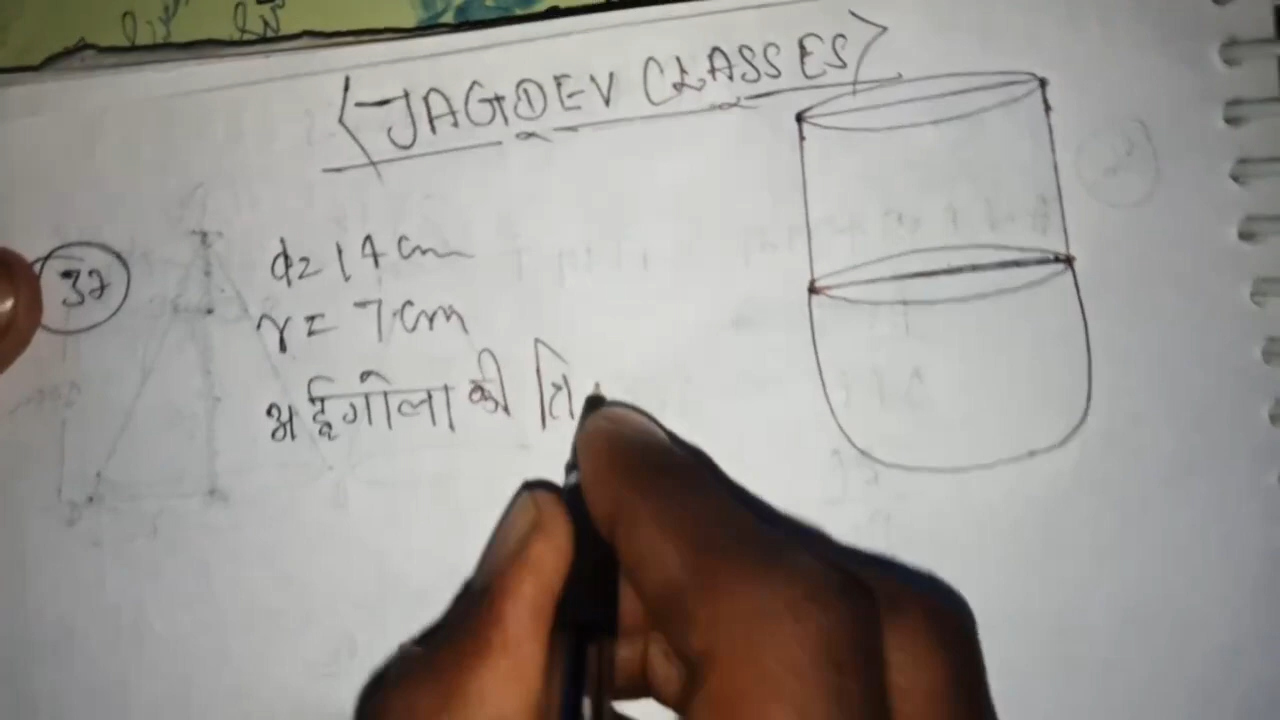 <JAGDEV CLASSES>
37
d = 14 cm
r = 7 cm
अर्द्धगोला की